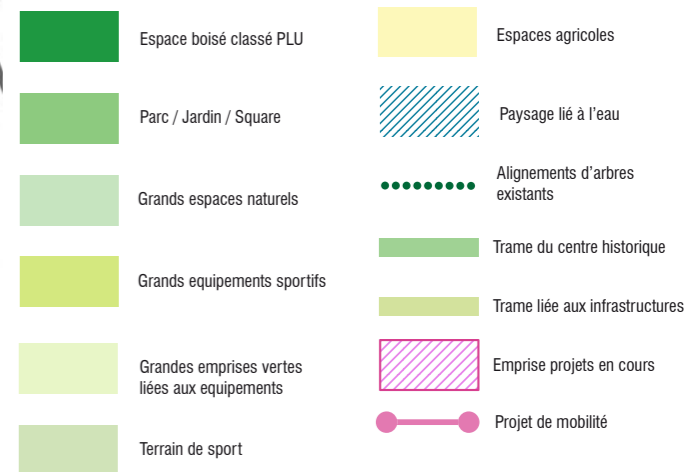 Espace boisé classé PLU
Parc / Jardin / Square
Grands espaces naturels
Grands equipements sportifs
Grandes emprises vertes
liées aux equipements
Terrain de sport
Espaces agricoles
Paysage lié à l'eau
Alignements d'arbres
existants
Trame du centre historique
Trame liée aux infrastructures
Emprise projets en cours
Projet de mobilité